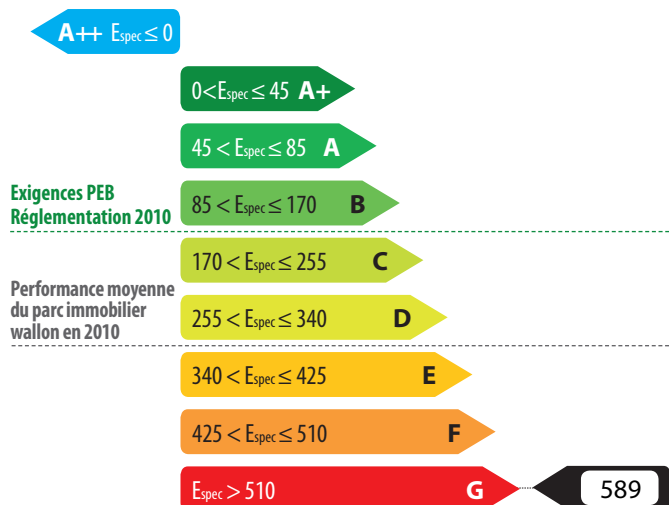 A++ Espec ≤ 0
0<Espec ≤ 45 A+
45 < Espec ≤ 85 A
Exigences PEB
Réglementation 2010
85 < Espec ≤ 170 B
170 < Espec ≤ 255 C
Performance moyenne
du parc immobilier
wallon en 2010
255 < Espec ≤ 340 D
340 < Espec ≤ 425 E
425 < Espec ≤ 510 F
Espec > 510 G 589